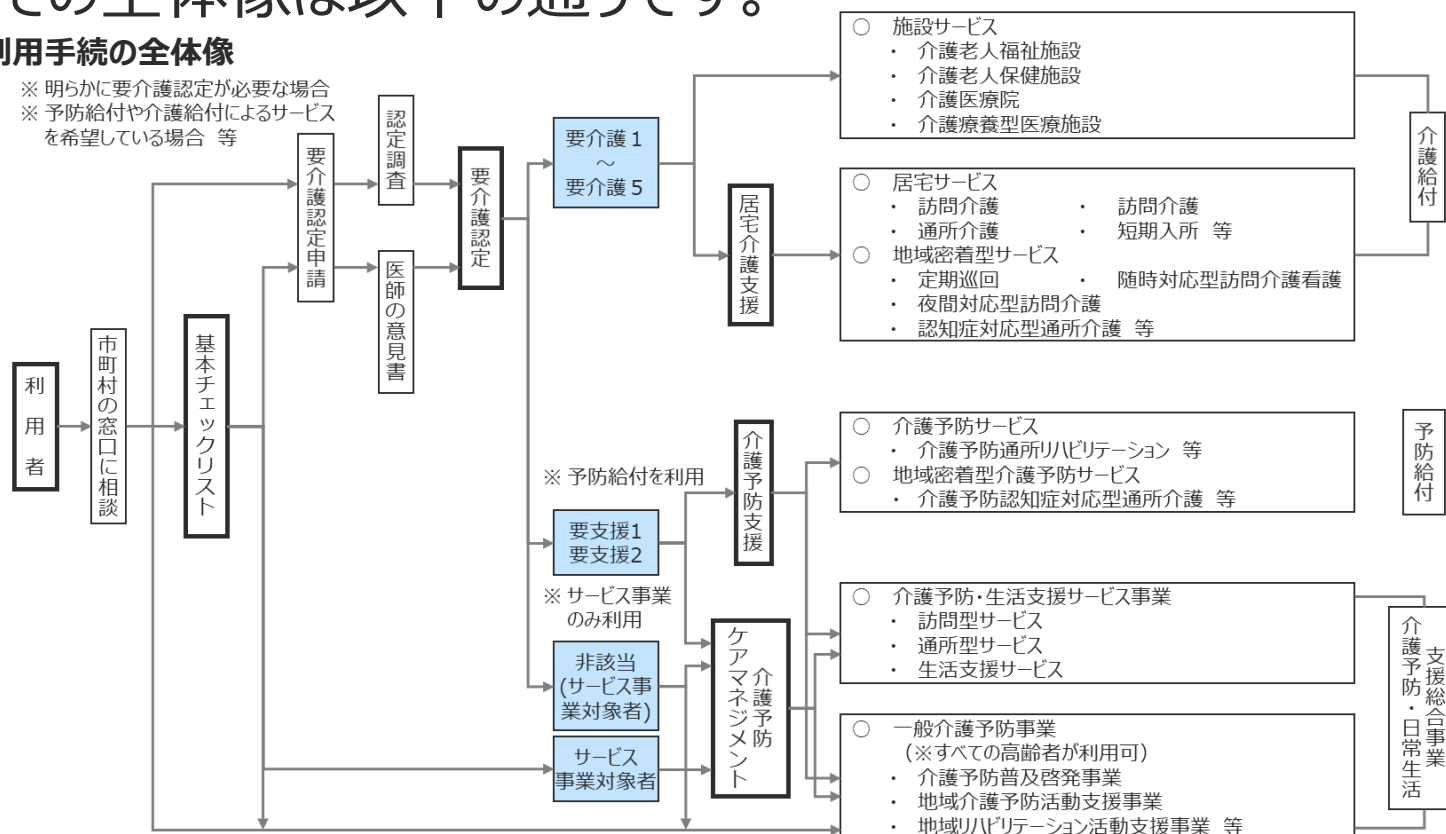 ての全体像は以下の通りです。
利用手続の全体像
※ 明らかに要介護認定が必要な場合
※ 予防給付や介護給付によるサービス
を希望している場合 等
利用者
市町村の窓口に相談
基本チェックリスト
要介護認定申請
認定調査
医師の意見書
要介護認定
要介護1
～
要介護5
居宅介護支援
○ 施設サービス
・ 介護老人福祉施設
・ 介護老人保健施設
・ 介護医療院
・ 介護療養型医療施設
○ 居宅サービス
・ 訪問介護 ・ 訪問介護
・ 通所介護 ・ 短期入所 等
○ 地域密着型サービス
・ 定期巡回 ・ 随時対応型訪問介護看護
・ 夜間対応型訪問介護
・ 認知症対応型通所介護 等
介護給付
※ 予防給付を利用
要支援1
要支援2
※ サービス事業
のみ利用
非該当
(サービス事
業対象者)
サービス
事業対象者
介護予防支援
介護予防
ケアマネジメント
○ 介護予防サービス
・ 介護予防通所リハビリテーション 等
○ 地域密着型介護予防サービス
・ 介護予防認知症対応型通所介護 等
予防給付
○ 介護予防・生活支援サービス事業
・ 訪問型サービス
・ 通所型サービス
・ 生活支援サービス
○ 一般介護予防事業
（※すべての高齢者が利用可）
・ 介護予防普及啓発事業
・ 地域介護予防活動支援事業
・ 地域リハビリテーション活動支援事業 等
介護予防・日常生活
支援総合事業